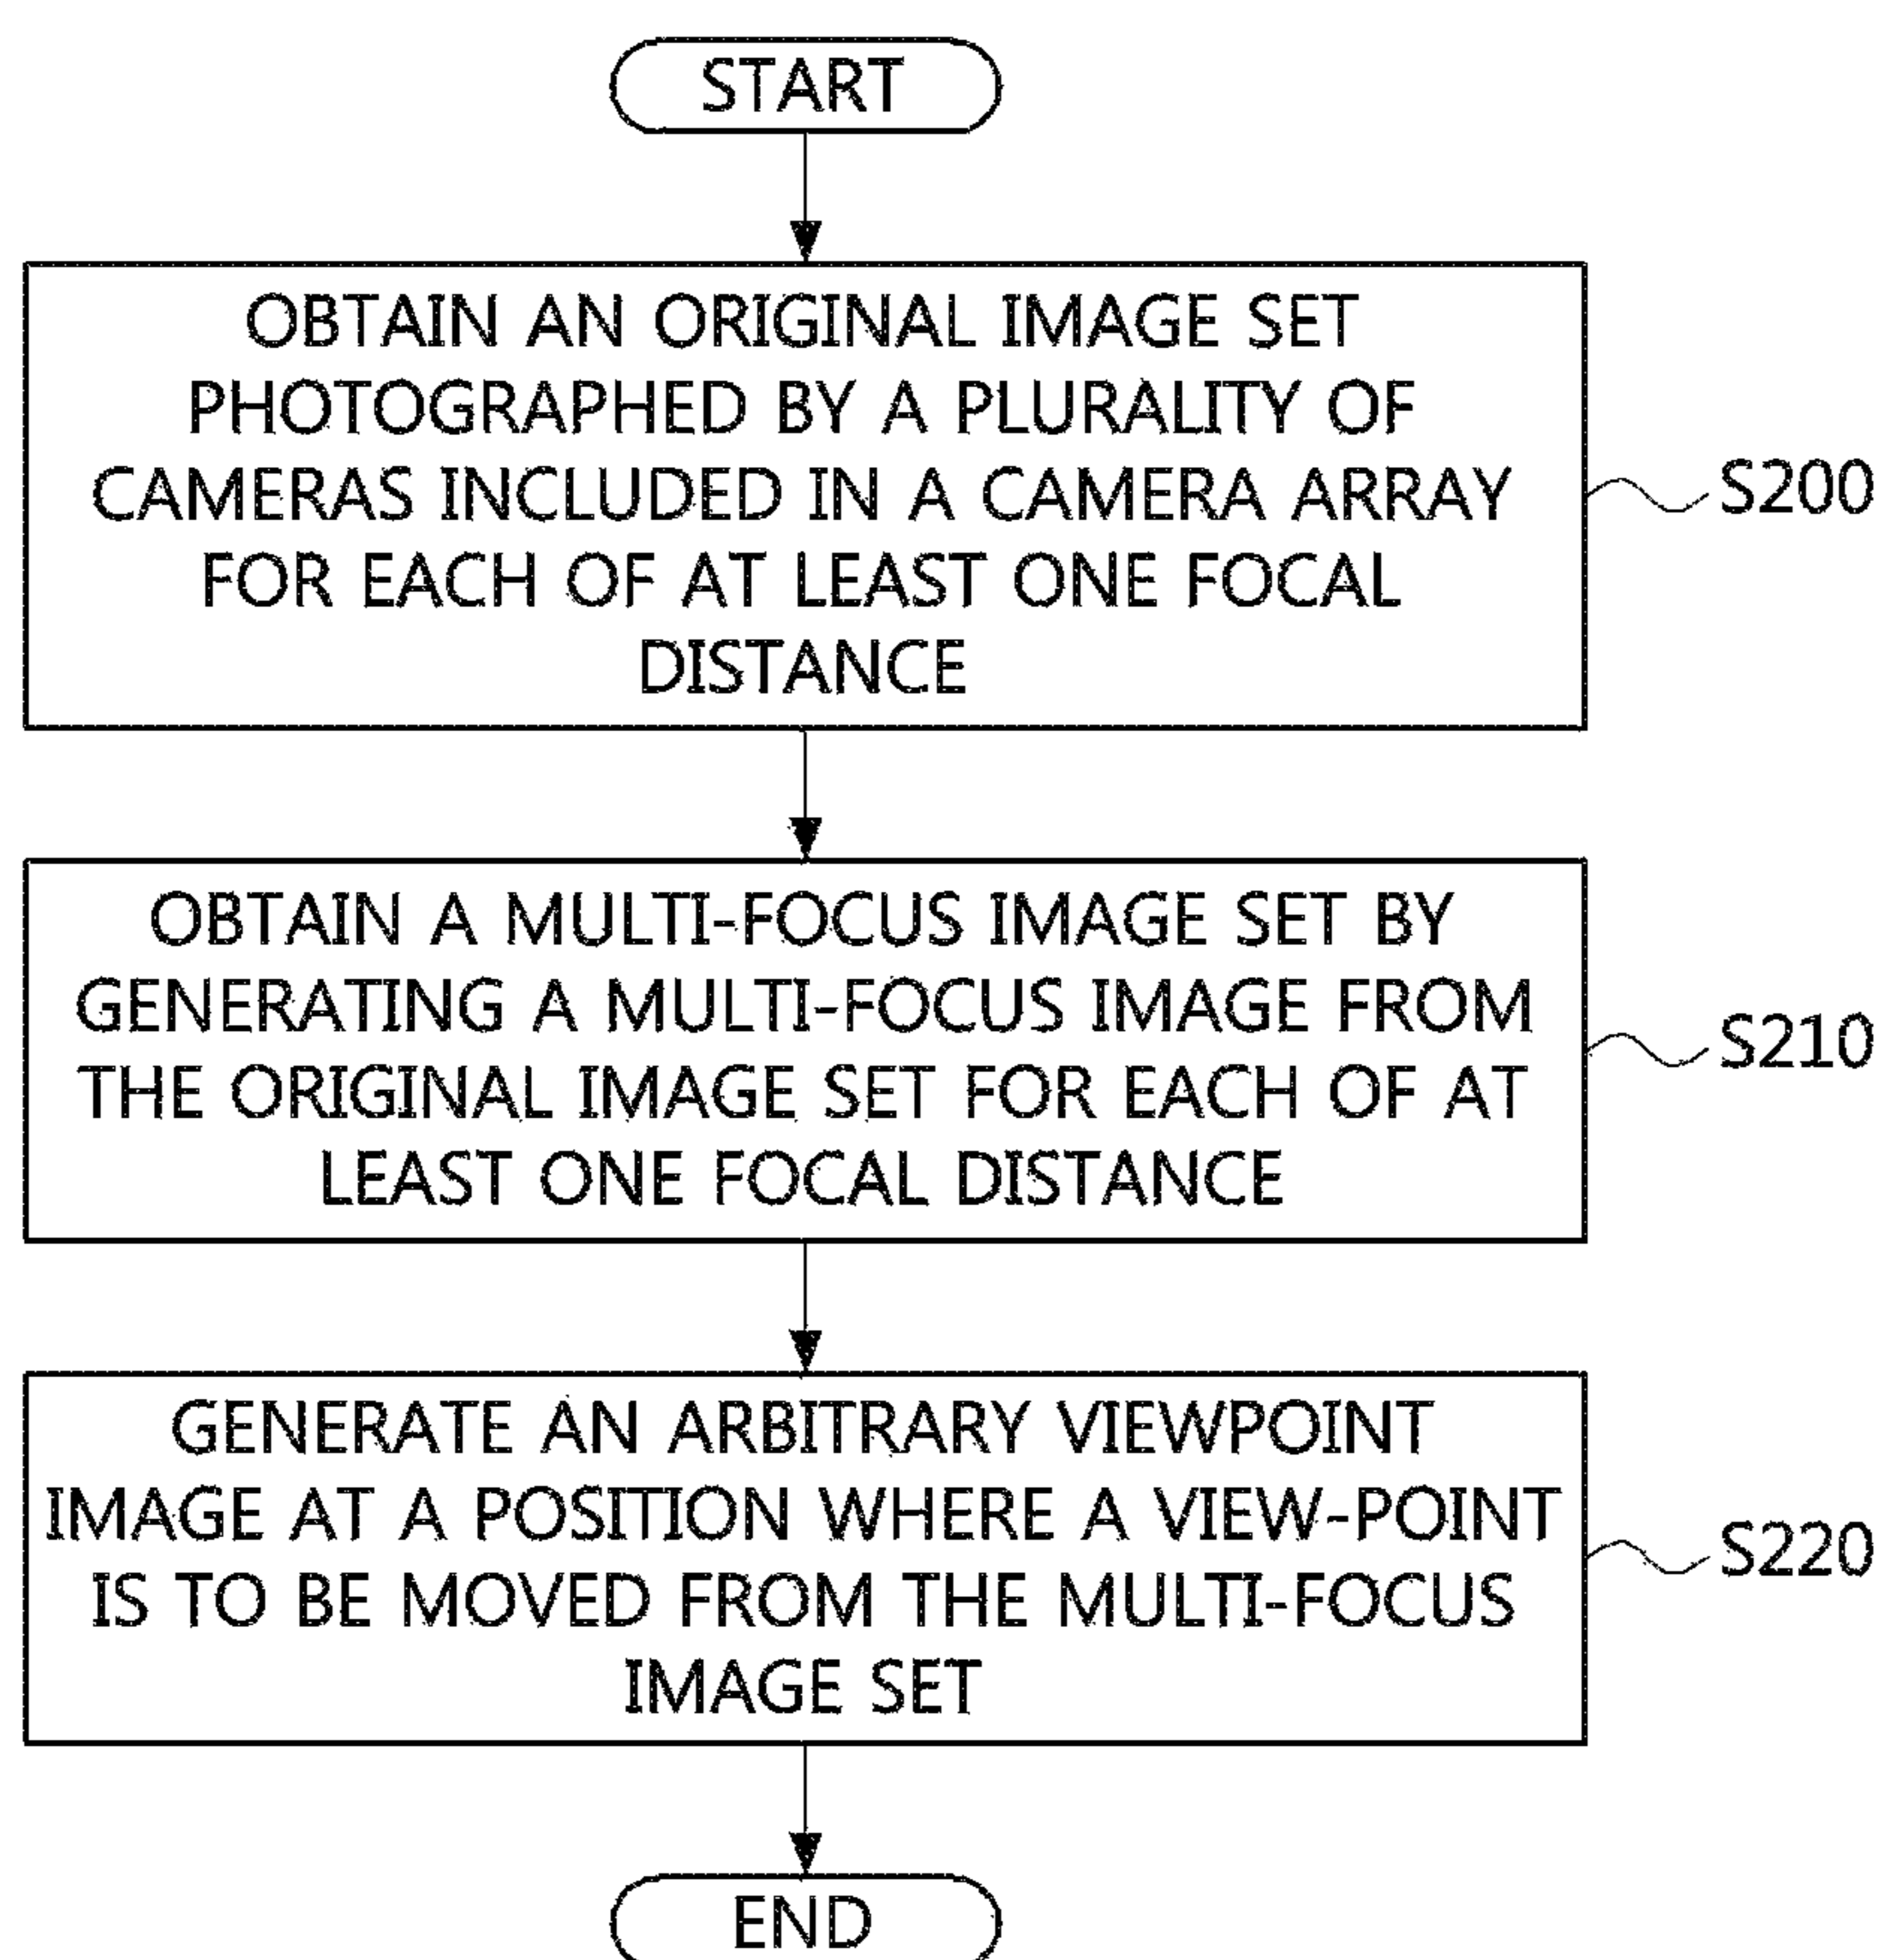 START
OBTAIN AN ORIGINAL IMAGE SET
PHOTOGRAPHED BY A PLURALITY OF
CAMERAS INCLUDED IN A CAMERA ARRAY
FOR EACH OF AT LEAST ONE FOCAL
DISTANCE
S200
OBTAIN A MULTI-FOCUS IMAGE SET BY
GENERATING A MULTI-FOCUS IMAGE FROM
THE ORIGINAL IMAGE SET FOR EACH OF AT
LEAST ONE FOCAL DISTANCE
S210
GENERATE AN ARBITRARY VIEWPOINT
IMAGE AT A POSITION WHERE A VIEW-POINT
IS TO BE MOVED FROM THE MULTI-FOCUS
IMAGE SET
S220
END